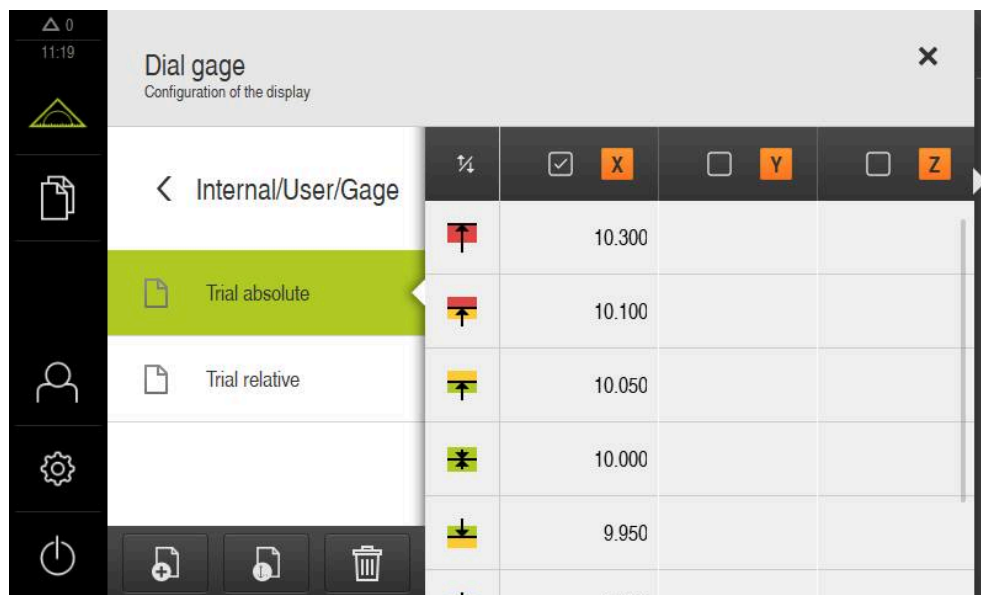 0
11:19
Dial gage
Configuration of the display
Internal/User/Gage
X Y Z
10.300
Trial absolute
10.100
Trial relative
10.050
10.000
9.950